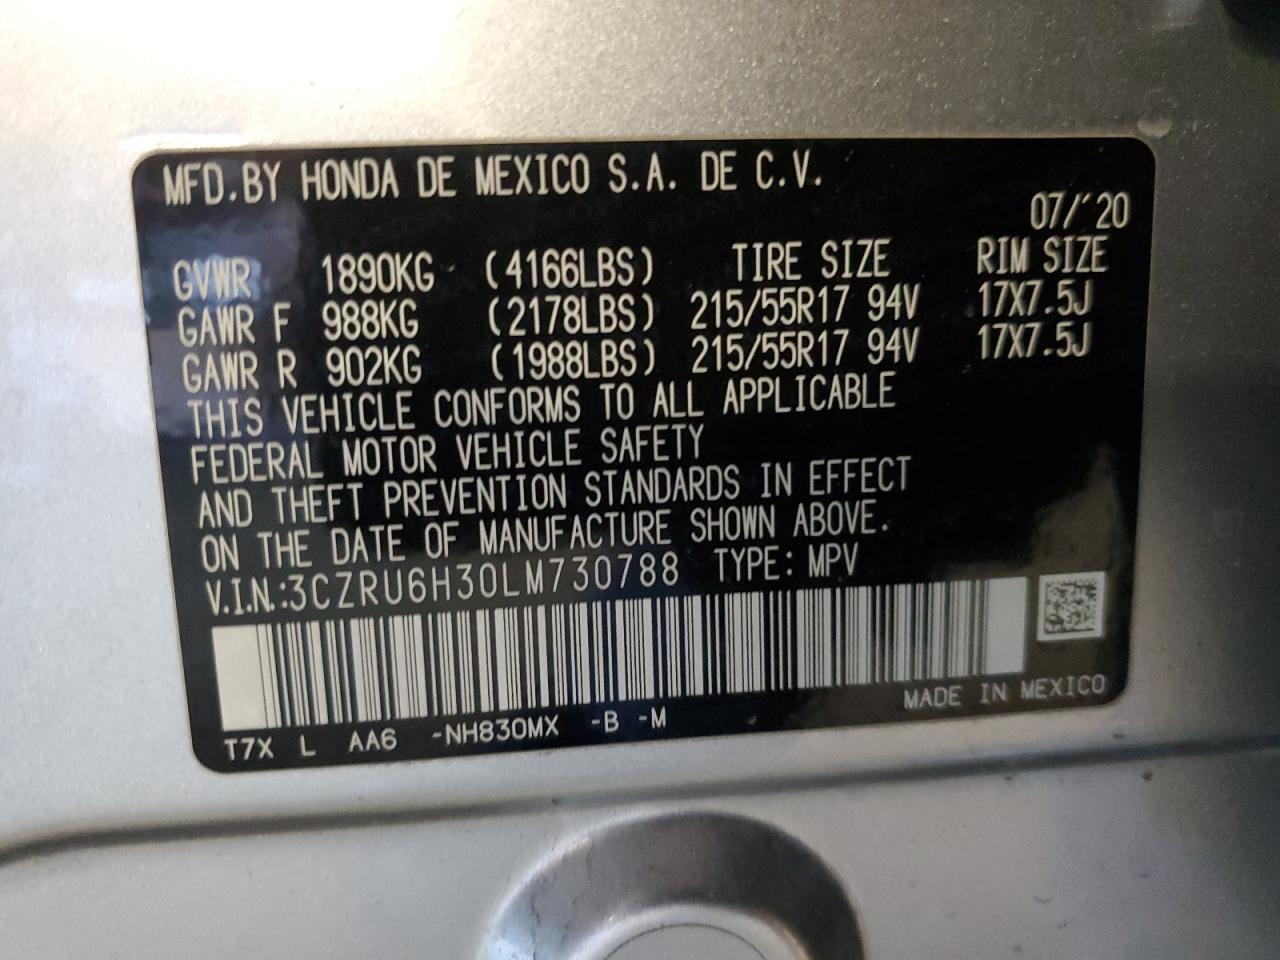 MFD.BY HONDA DE MEXICO S.A. DE C.V.
07/´20
GVWR 1890KG (4166LBS) TIRE SIZE RIM SIZE
GAWR F 988KG (2178LBS) 215/55R17 94V 17X7.5J
GAWR R 902KG (1988LBS) 215/55R17 94V 17X7.5J
THIS VEHICLE CONFORMS TO ALL APPLICABLE
FEDERAL MOTOR VEHICLE SAFETY
AND THEFT PREVENTION STANDARDS IN EFFECT
ON THE DATE OF MANUFACTURE SHOWN ABOVE.
V.I.N.:3CZRU6H30LM730788 TYPE: MPV
MADE IN MEXICO
T7X L AA6 -NH830MX -B -M